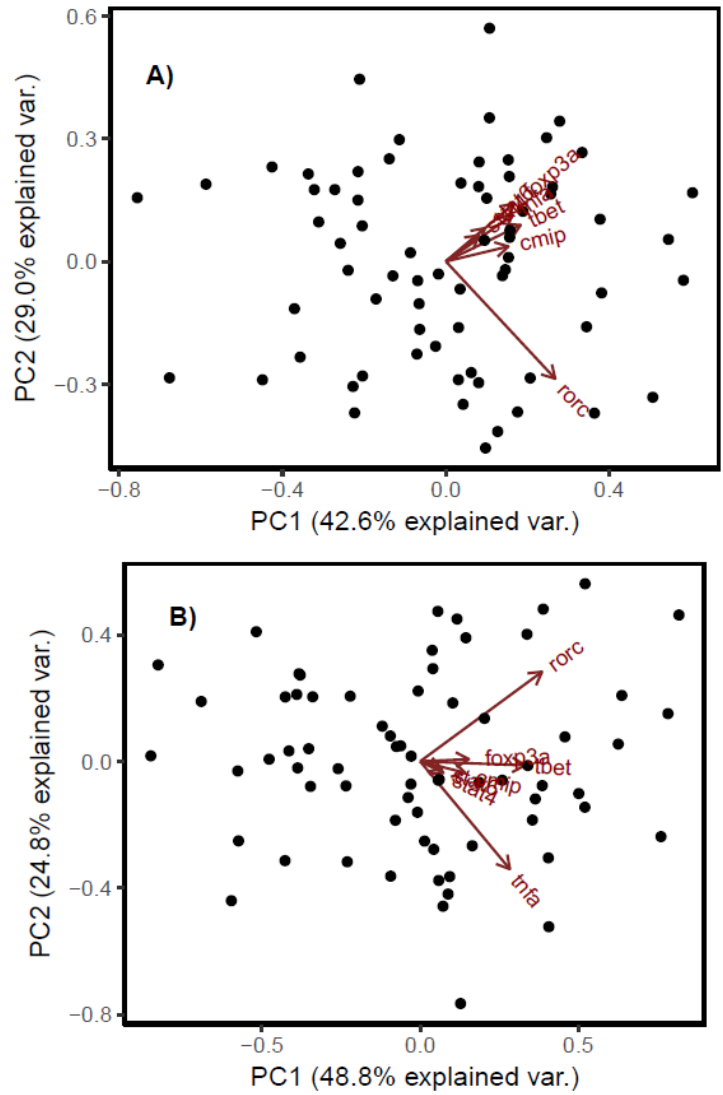 A)
0.6
0.3
0.0
−0.3
PC2 (29.0% explained var.)
foxp3a
tbet
cmip
rorc
−0.8
−0.4
0.0
0.4
PC1 (42.6% explained var.)
B)
0.4
0.0
−0.4
−0.8
PC2 (24.8% explained var.)
rorc
foxp3a
tbet
cmip
stat4
tnfa
−0.5
0.0
0.5
PC1 (48.8% explained var.)